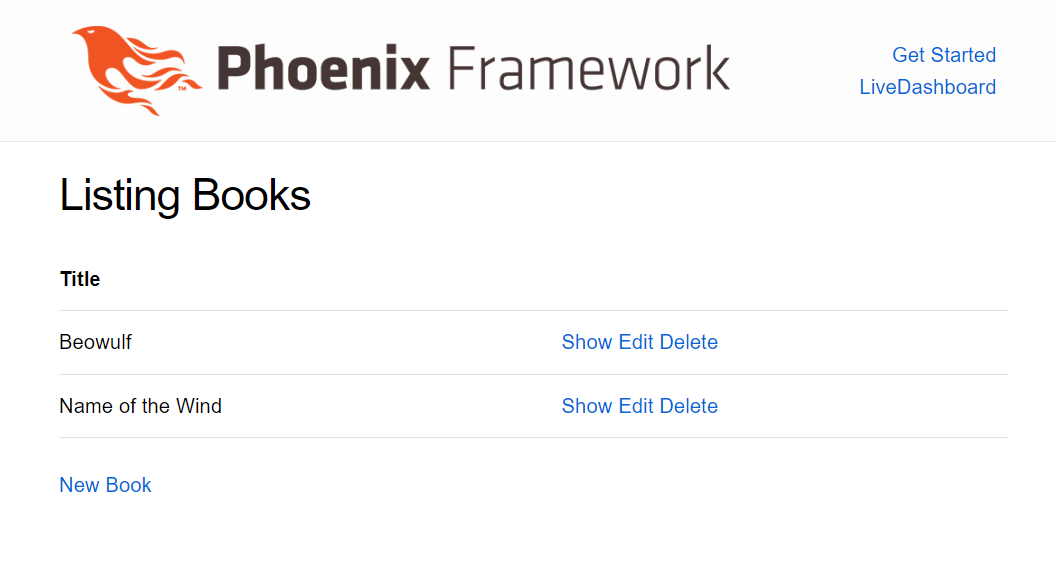 Phoenix Framework
TM
Get Started
LiveDashboard
Listing Books
Title
Beowulf Show Edit Delete
Name of the Wind Show Edit Delete
New Book